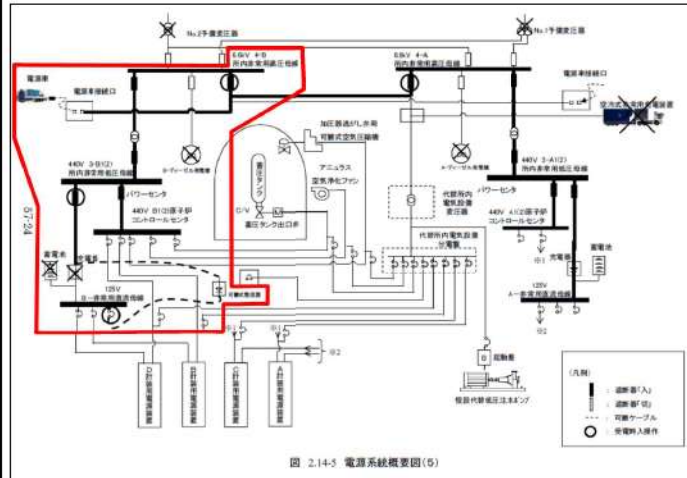 No.2予備変圧器
No.1予備変圧器
6.6kV 4-B
所内非常用高圧母線
6.6kV 4-A
所内非常用高圧母線
電源車
電源車接続口
電源車接続口
空冷式非常用発電装置
B-ディーゼル発電機
A-ディーゼル発電機
加圧器逃がし弁用
可搬式空気圧縮機
アニュラス
空気浄化ファン
蓄圧タンク
C/V
蓄圧タンク出口弁
440V 3-B1(2)
所内非常用低圧母線
パワーセンタ
440V B1(2)原子炉
コントロールセンタ
440V 3-A1(2)
所内非常用低圧母線
パワーセンタ
440V A1(2)原子炉
コントロールセンタ
代替所内
電気設備
変圧器
代替所内電気設備
分電盤
57-24
蓄電池
充電器
125V
B-非常用直流母線
可搬式整流器
充電器
蓄電池
125V
A-非常用直流母線
※1
※2
※1
※1
※2
D計装用電源装置
B計装用電源装置
C計装用電源装置
A計装用電源装置
起動盤
恒設代替低圧注水ポンプ
(凡例)
: 遮断器「入」
: 遮断器「切」
: 可搬ケーブル
: 受電時入操作
図 2.14-5 電源系統概要図(5)